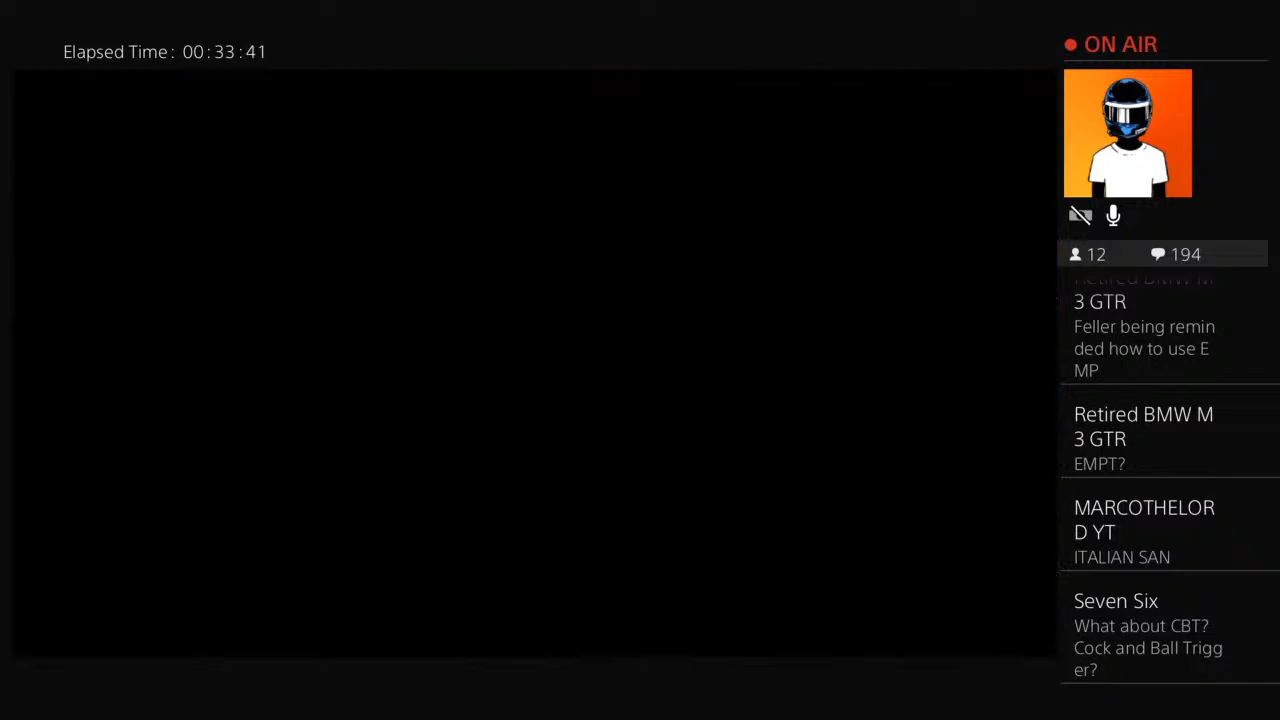 Elapsed Time: 00:33:41
ON AIR
12 194
Retired BMW M
3 GTR
Feller being remin
ded how to use E
MP
Retired BMW M
3 GTR
EMPT?
MARCOTHELOR
D YT
ITALIAN SAN
Seven Six
What about CBT?
Cock and Ball Trigg
er?